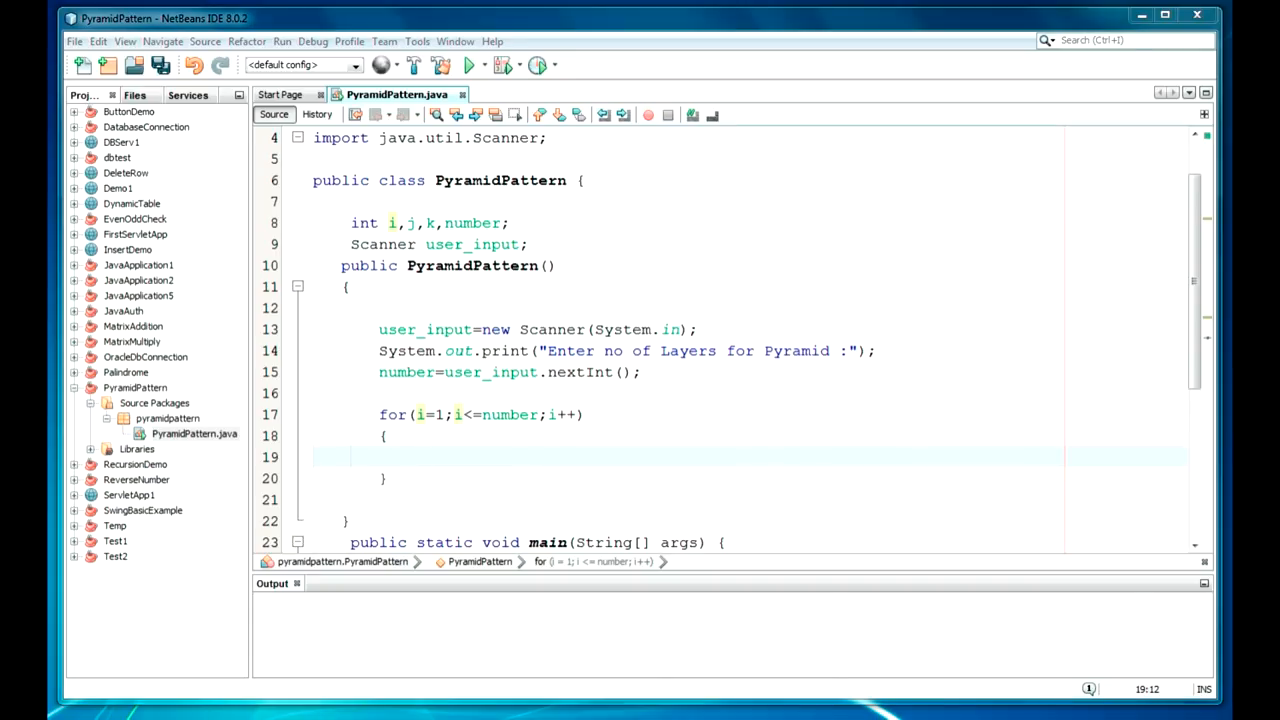 PyramidPattern - NetBeans IDE 8.0.2
File Edit View Navigate Source Refactor Run Debug Profile Team Tools Window Help
Search (Ctrl+I)
<default config>
Proj... Files Services
Start Page PyramidPattern.java
Source History
ButtonDemo
DatabaseConnection
DBServ1
dbtest
DeleteRow
Demo1
DynamicTable
EvenOddCheck
FirstServletApp
InsertDemo
JavaApplication1
JavaApplication2
JavaApplication5
JavaAuth
MatrixAddition
MatrixMultiply
OracleDbConnection
Palindrome
PyramidPattern
Source Packages
pyramidpattern
PyramidPattern.java
Libraries
RecursionDemo
ReverseNumber
ServletApp1
SwingBasicExample
Temp
Test1
Test2
4 import java.util.Scanner;
5
6 public class PyramidPattern {
7
8 int i,j,k,number;
9 Scanner user_input;
10 public PyramidPattern()
11 {
12
13 user_input=new Scanner(System.in);
14 System.out.print("Enter no of Layers for Pyramid :");
15 number=user_input.nextInt();
16
17 for(i=1;i<=number;i++)
18 {
19
20 }
21
22 }
23 public static void main(String[] args) {
pyramidpattern.PyramidPattern PyramidPattern for (i = 1; i <= number; i++)
Output
1 19:12 INS